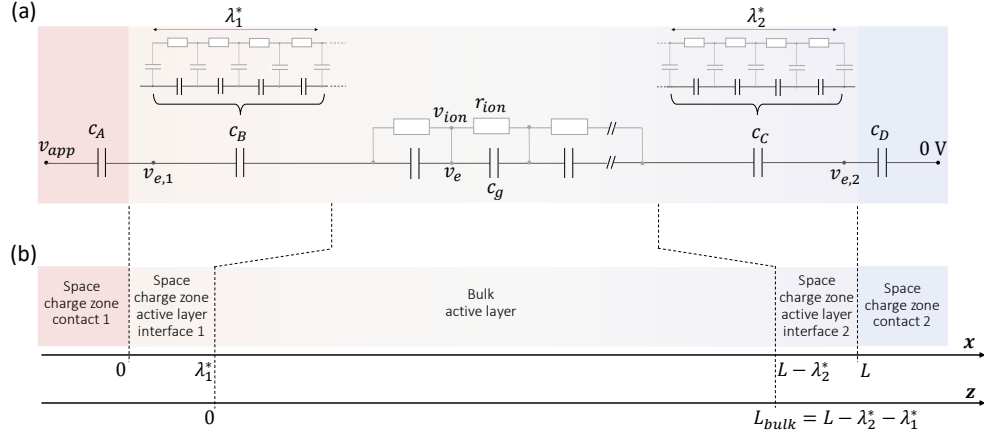 (a)
λ₁*
λ₂*
v_ion
r_ion
c_A
c_B
c_C
c_D
v_app
0 V
v_e,1
v_e
c_g
v_e,2
(b)
Space
charge zone
contact 1
Space
charge zone
active layer
interface 1
Bulk
active layer
Space
charge zone
active layer
interface 2
Space
charge zone
contact 2
x
0
λ₁*
L − λ₂*
L
z
0
L_bulk = L − λ₂* − λ₁*